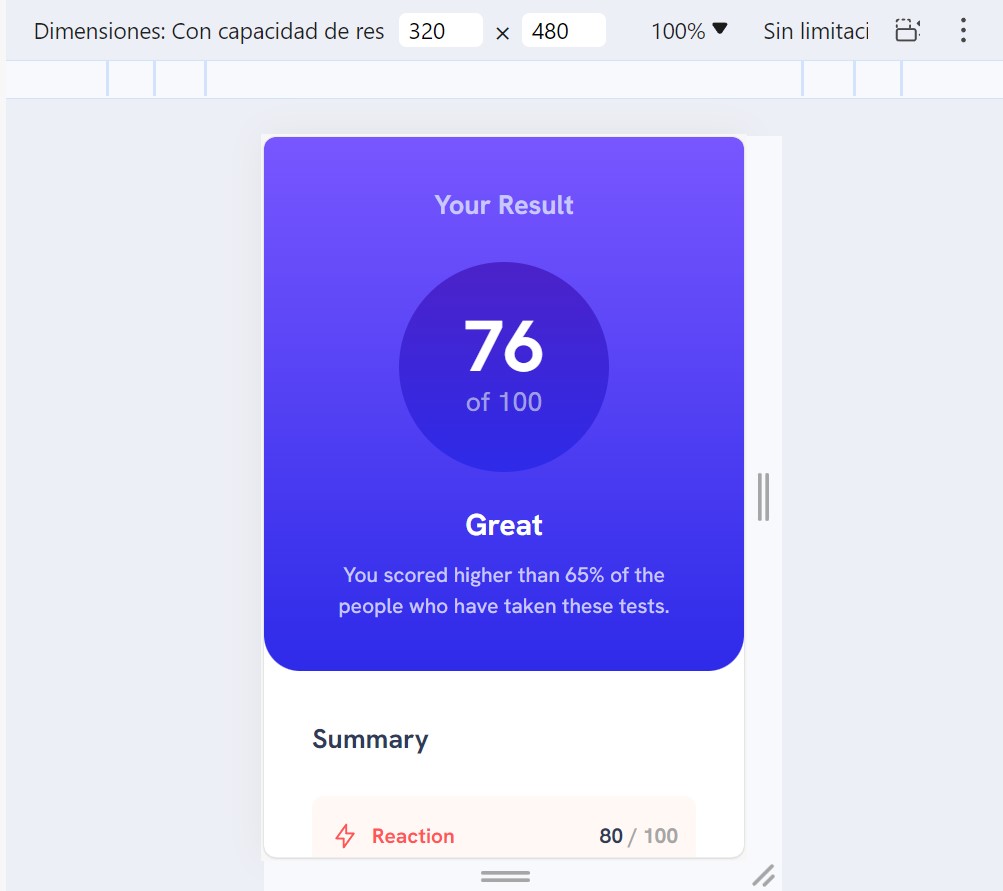 Dimensiones: Con capacidad de res 320 × 480 100% Sin limitaci
Your Result
76
of 100
Great
You scored higher than 65% of the
people who have taken these tests.
Summary
Reaction 80 / 100